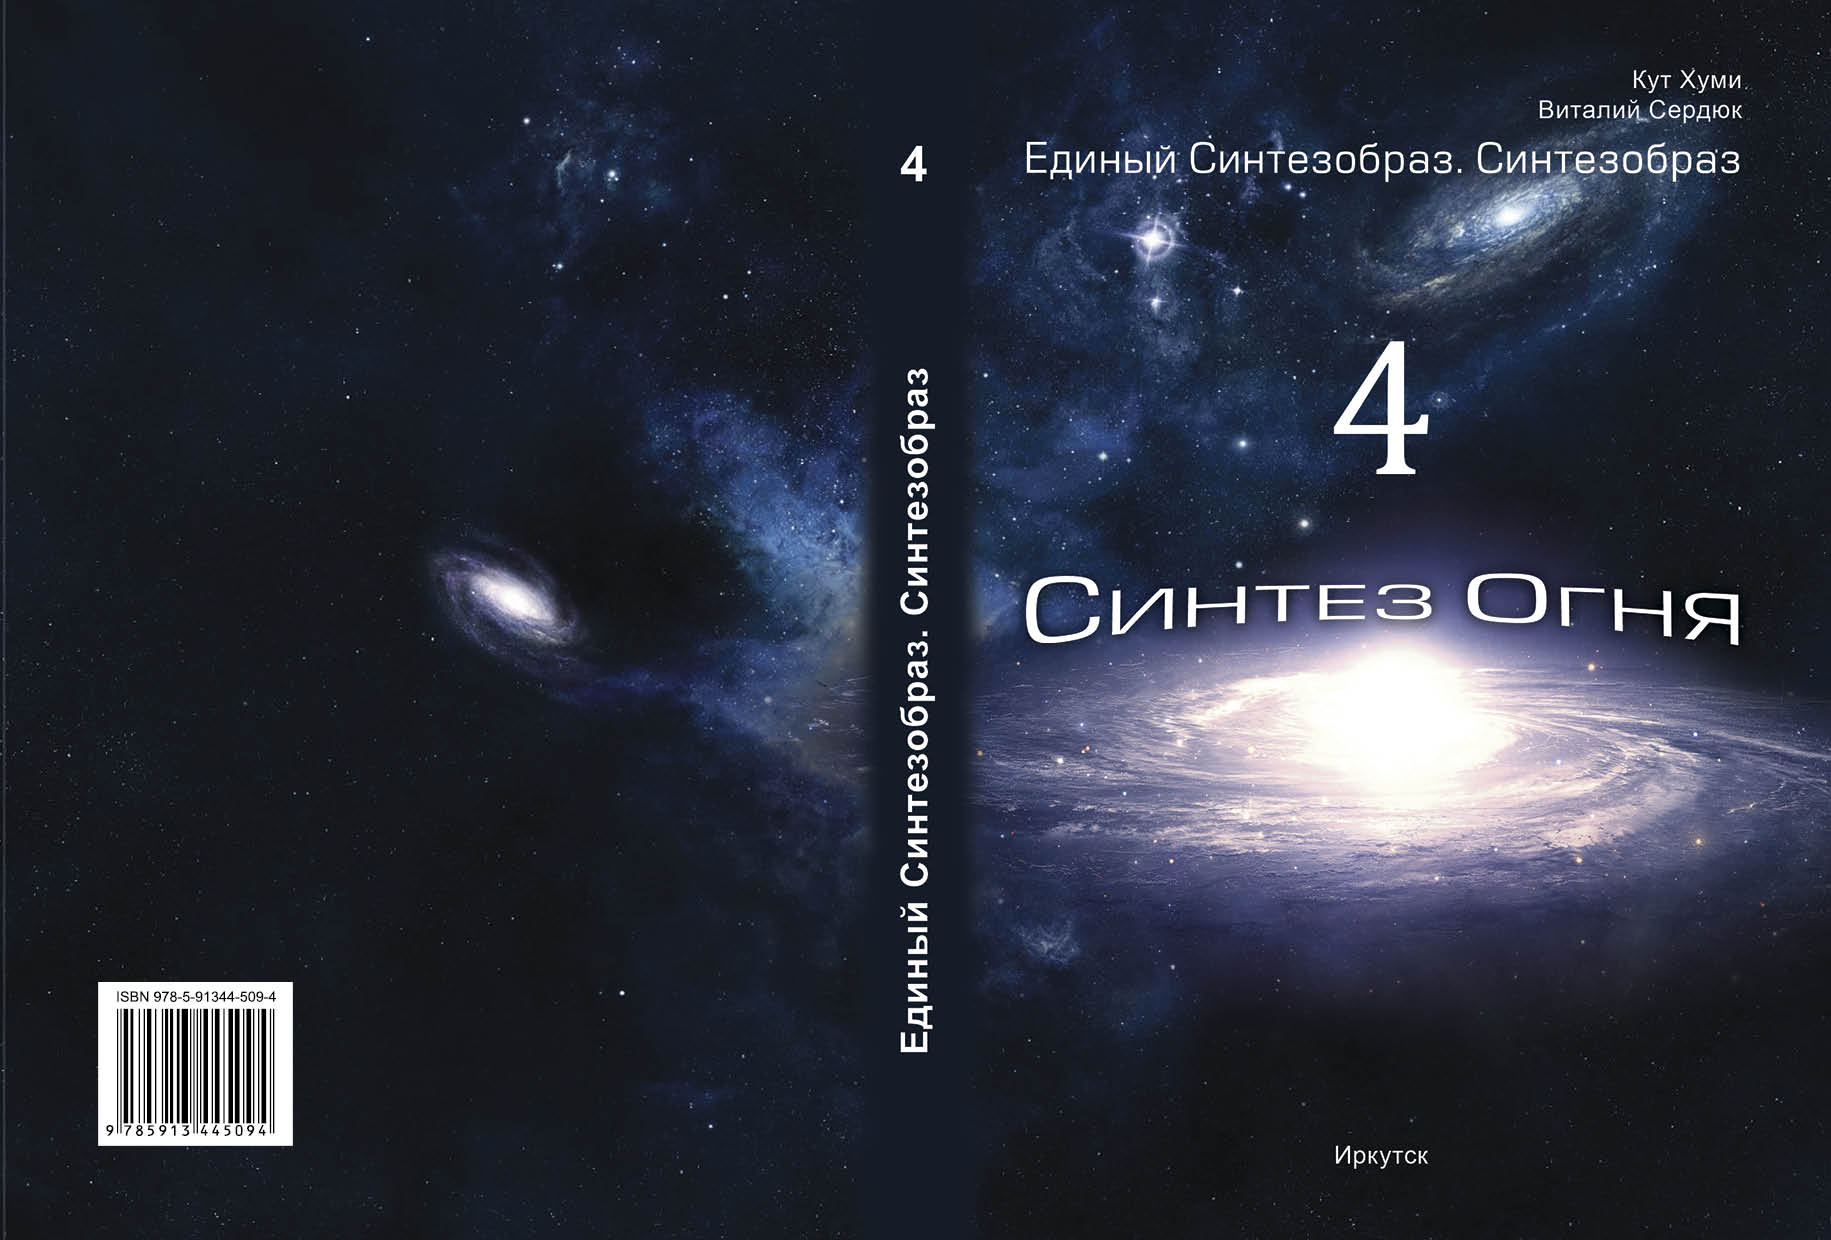 Кут Хуми
Виталий Сердюк
Единый Синтезобраз. Синтезобраз
4
Синтез Огня
Иркутск
4
Единый Синтезобраз. Синтезобраз
ISBN 978-5-91344-509-4
9 785913 445094